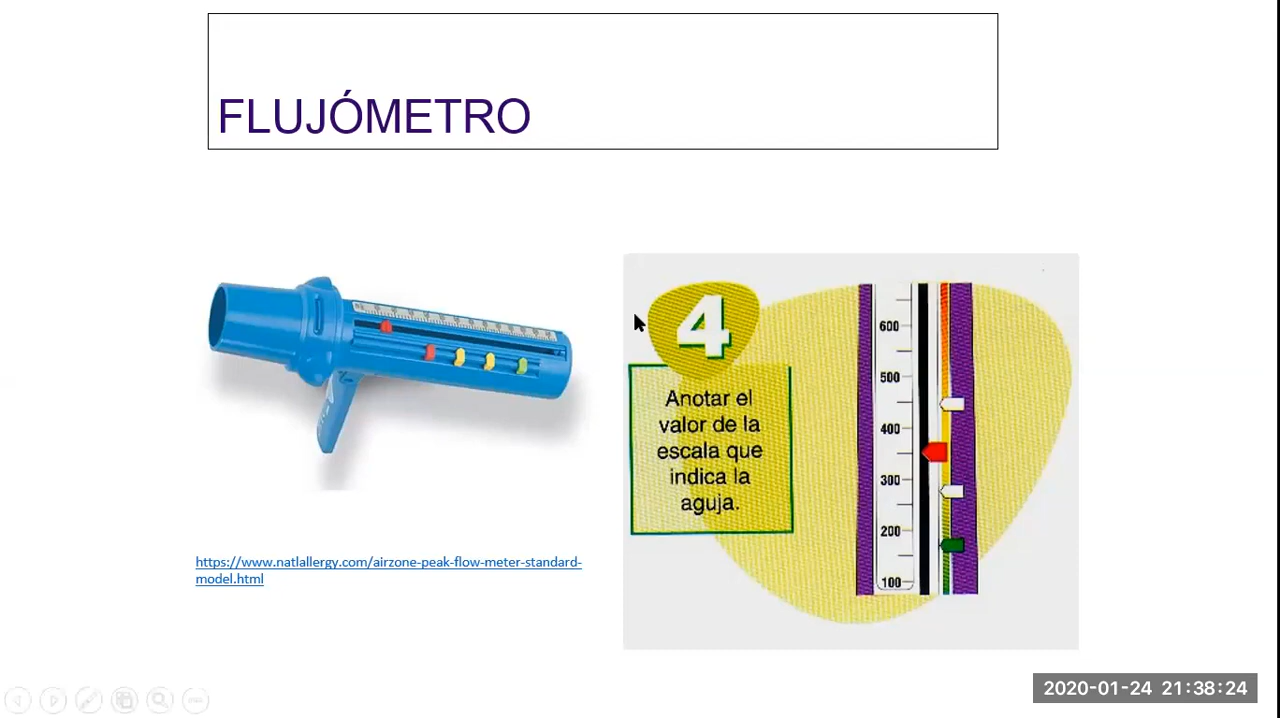 FLUJÓMETRO
4
Anotar el
valor de la
escala que
indica la
aguja.
600
500
400
300
200
100
https://www.natlallergy.com/airzone-peak-flow-meter-standard-
model.html
2020-01-24 21:38:24